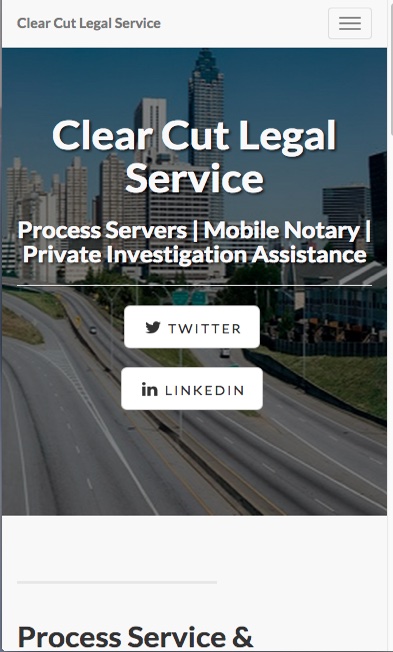 Clear Cut Legal Service
Clear Cut Legal
Service
Process Servers | Mobile Notary |
Private Investigation Assistance
TWITTER
LINKEDIN
Process Service &